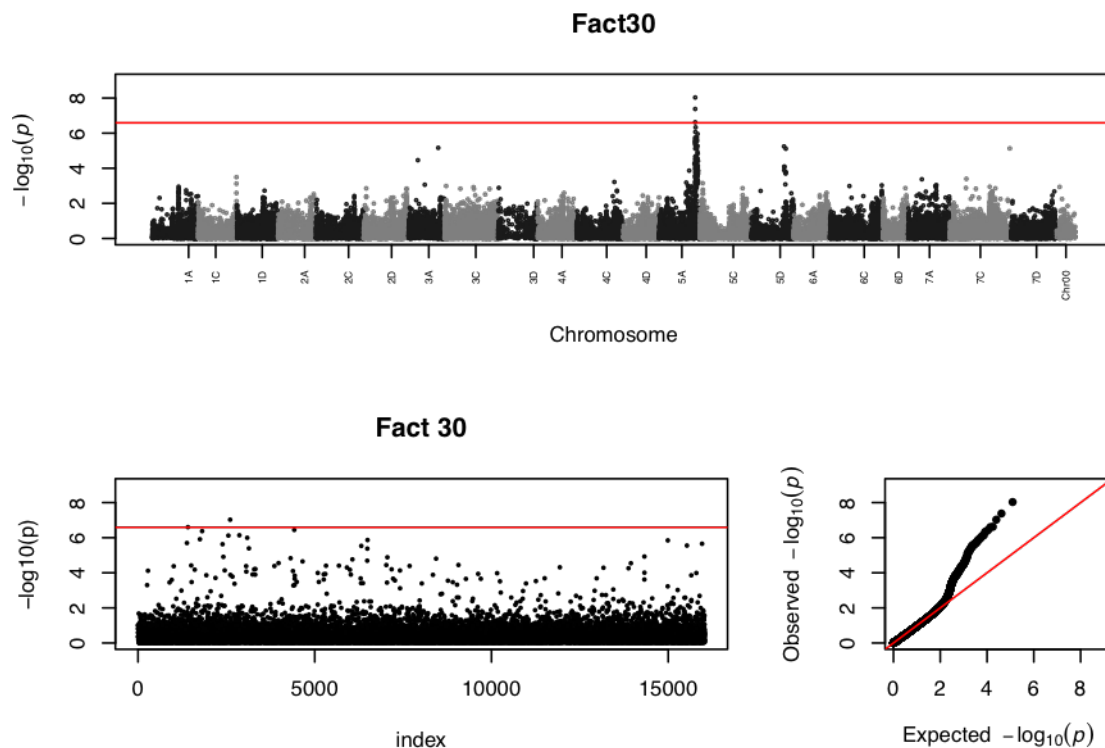 Fact30
−log10(p)
0 2 4 6 8
1A 1C 1D 2A 2C 2D 3A 3C 3D 4A 4C 4D 5A 5C 5D 6A 6C 6D 7A 7C 7D Chr00
Chromosome
Fact 30
−log10(p)
0 2 4 6 8
0 5000 10000 15000
index
Observed −log10(p)
0 2 4 6 8
0 2 4 6 8
Expected −log10(p)